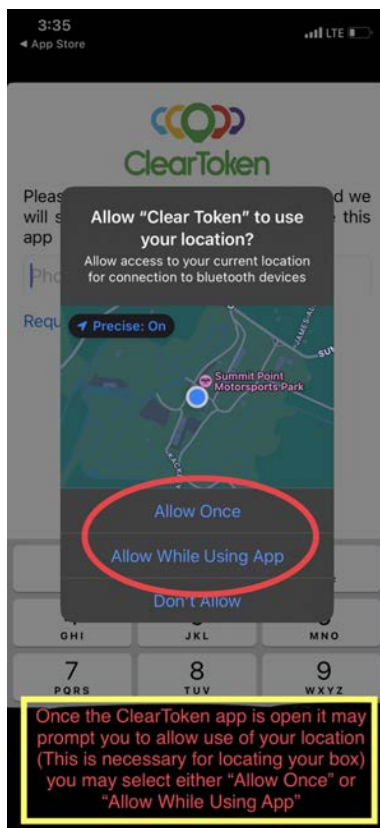 3:35
LTE
◄ App Store
ClearToken
Pleas d we
will s this
app
Allow “Clear Token” to use
your location?
Allow access to your current location
for connection to bluetooth devices
Pho
Requ
Precise: On
JAMES
SU
Summit Point
Motorsports Park
Allow Once
Allow While Using App
Don't Allow
GHI JKL MNO
7 8 9
PQRS TUV WXYZ
Once the ClearToken app is open it may
prompt you to allow use of your location
(This is necessary for locating your box)
you may select either “Allow Once” or
“Allow While Using App”